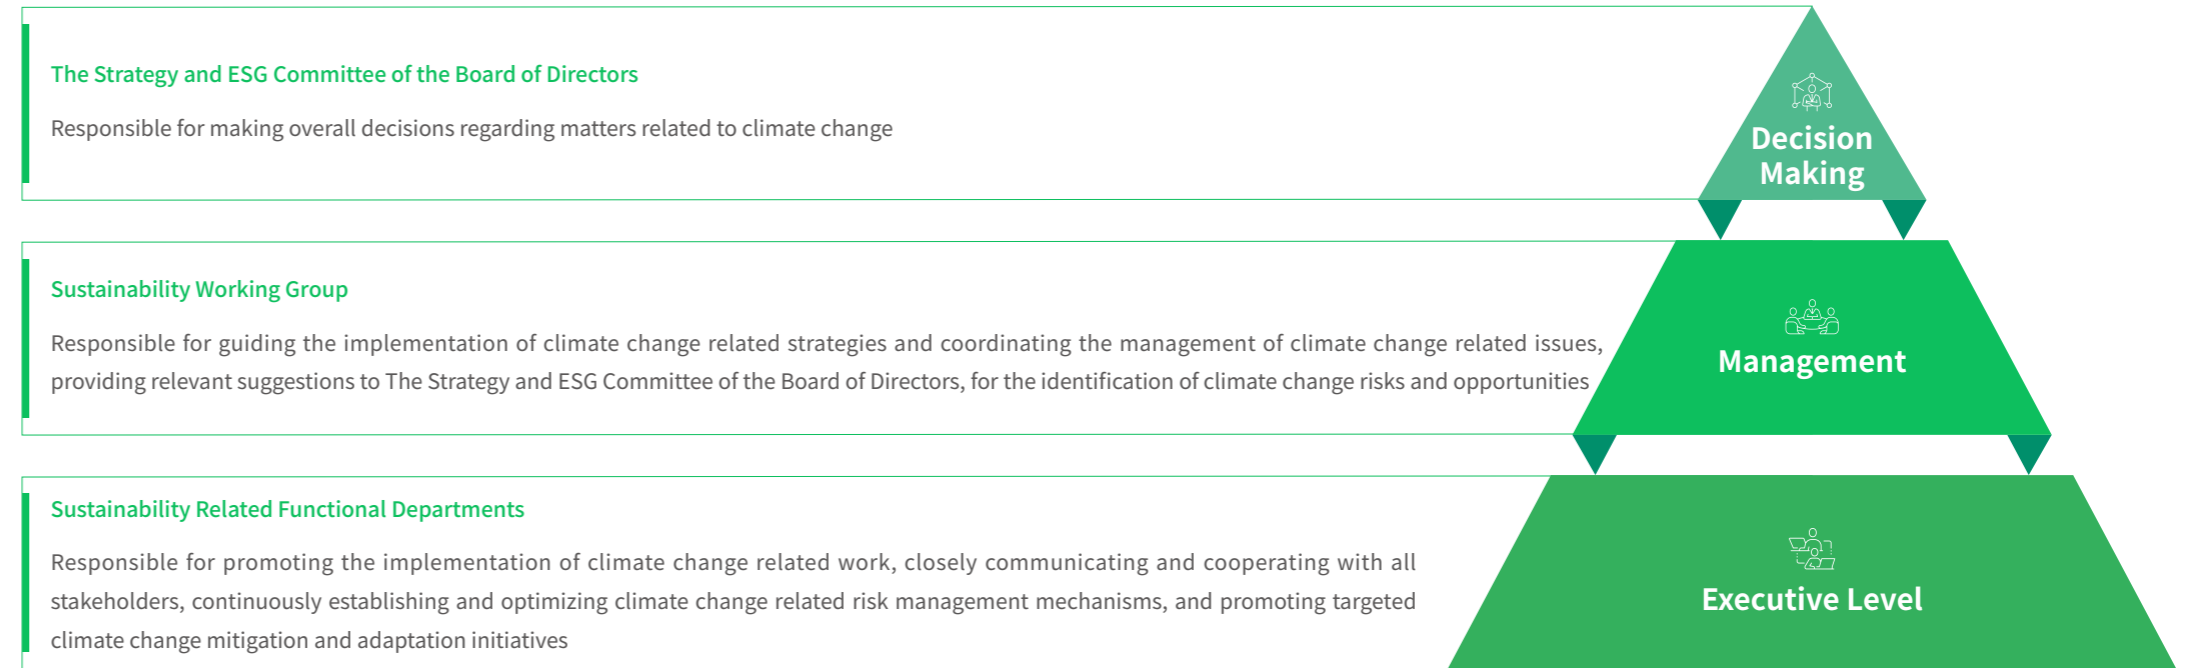 The Strategy and ESG Committee of the Board of Directors
Responsible for making overall decisions regarding matters related to climate change
Decision
Making
Sustainability Working Group
Responsible for guiding the implementation of climate change related strategies and coordinating the management of climate change related issues,
providing relevant suggestions to The Strategy and ESG Committee of the Board of Directors, for the identification of climate change risks and opportunities
Management
Sustainability Related Functional Departments
Responsible for promoting the implementation of climate change related work, closely communicating and cooperating with all
stakeholders, continuously establishing and optimizing climate change related risk management mechanisms, and promoting targeted
climate change mitigation and adaptation initiatives
Executive Level